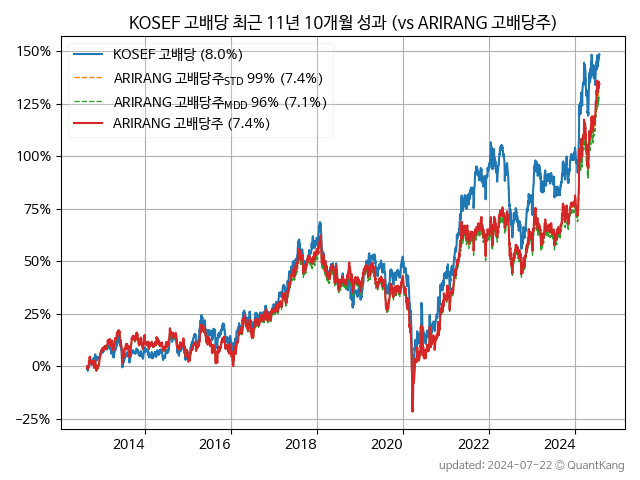 KOSEF 고배당 최근 11년 10개월 성과 (vs ARIRANG 고배당주)
150%
125%
100%
75%
50%
25%
0%
−25%
KOSEF 고배당 (8.0%)
ARIRANG 고배당주STD 99% (7.4%)
ARIRANG 고배당주MDD 96% (7.1%)
ARIRANG 고배당주 (7.4%)
2014 2016 2018 2020 2022 2024
updated: 2024-07-22 © QuantKang